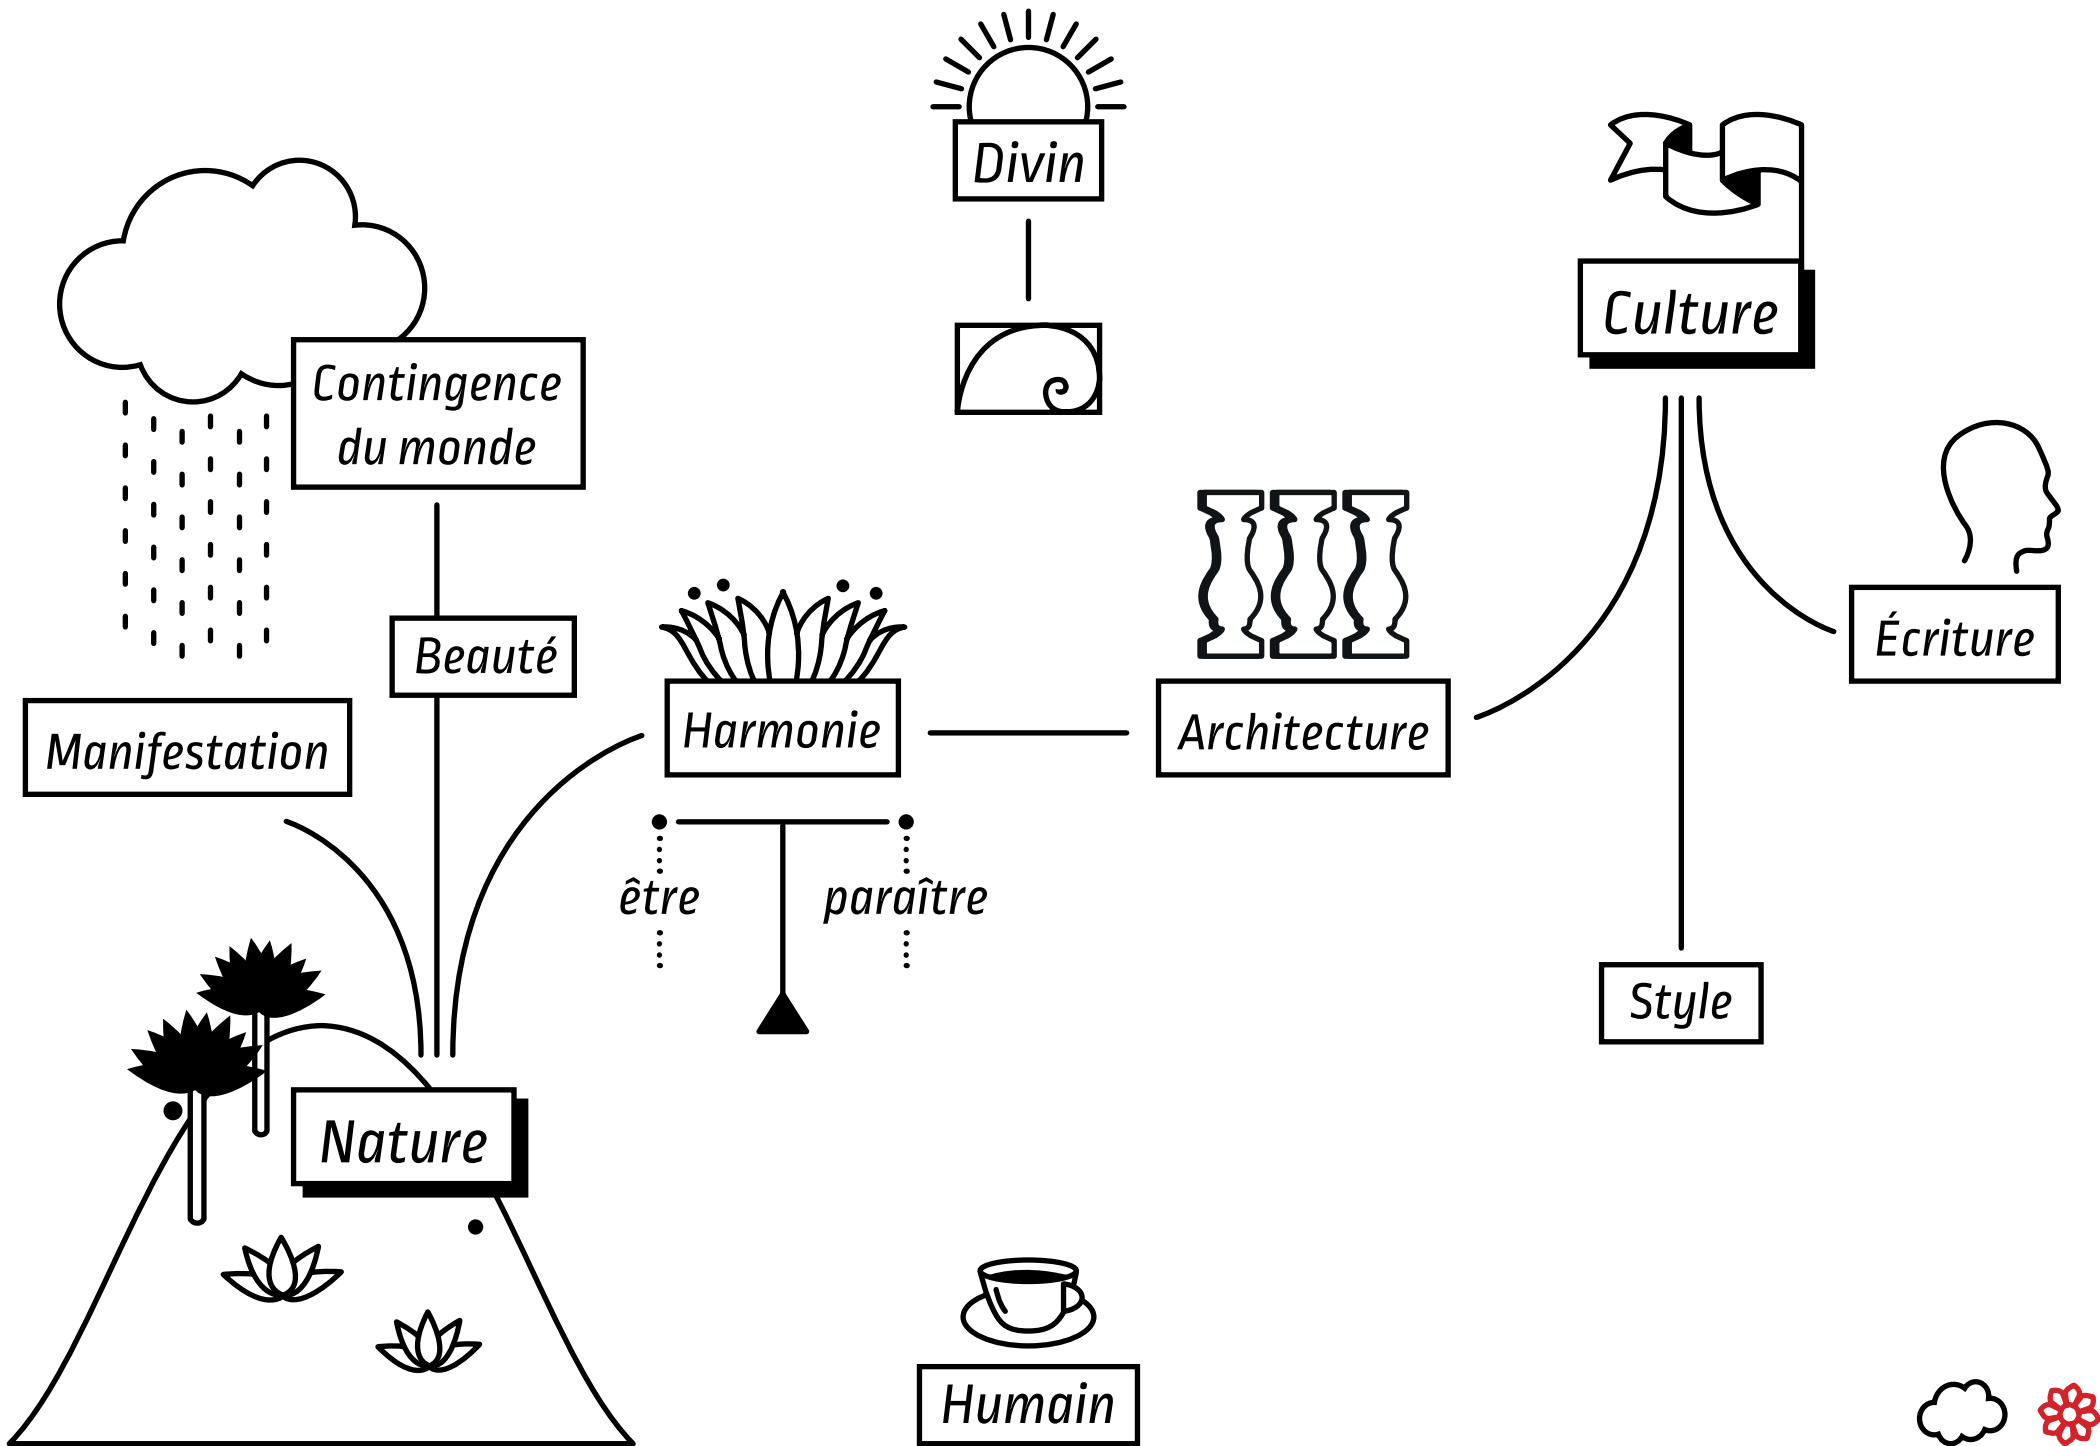 Divin
Culture
Contingence
du monde
Beauté
Écriture
Manifestation
Harmonie
Architecture
être
paraître
Style
Nature
Humain